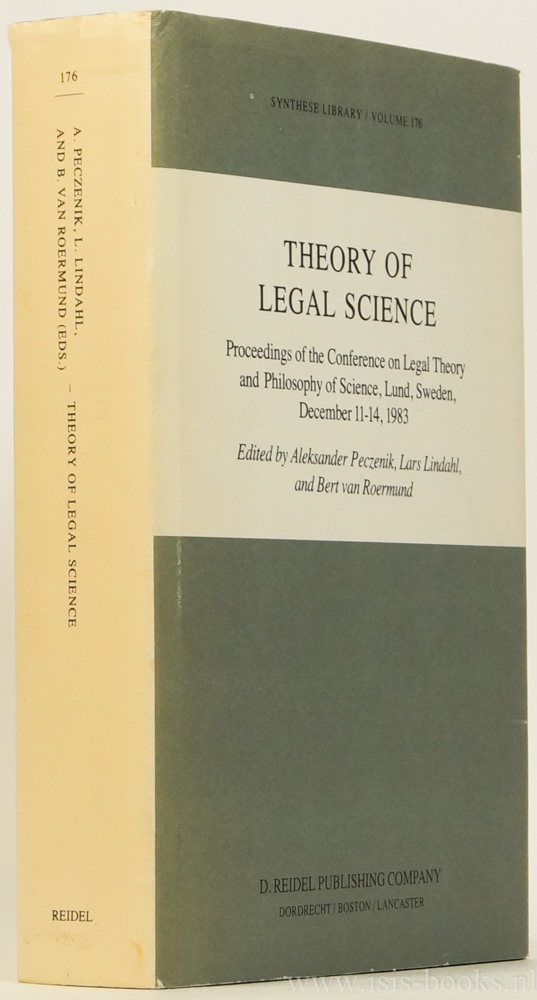 176
A. PECZENIK, L. LINDAHL,
AND B. VAN ROERMUND (EDS.) – THEORY OF LEGAL SCIENCE
REIDEL
SYNTHESE LIBRARY / VOLUME 176
THEORY OF
LEGAL SCIENCE
Proceedings of the Conference on Legal Theory
and Philosophy of Science, Lund, Sweden,
December 11-14, 1983
Edited by Aleksander Peczenik, Lars Lindahl,
and Bert van Roermund
D. REIDEL PUBLISHING COMPANY
DORDRECHT / BOSTON / LANCASTER
www.isis-books.nl